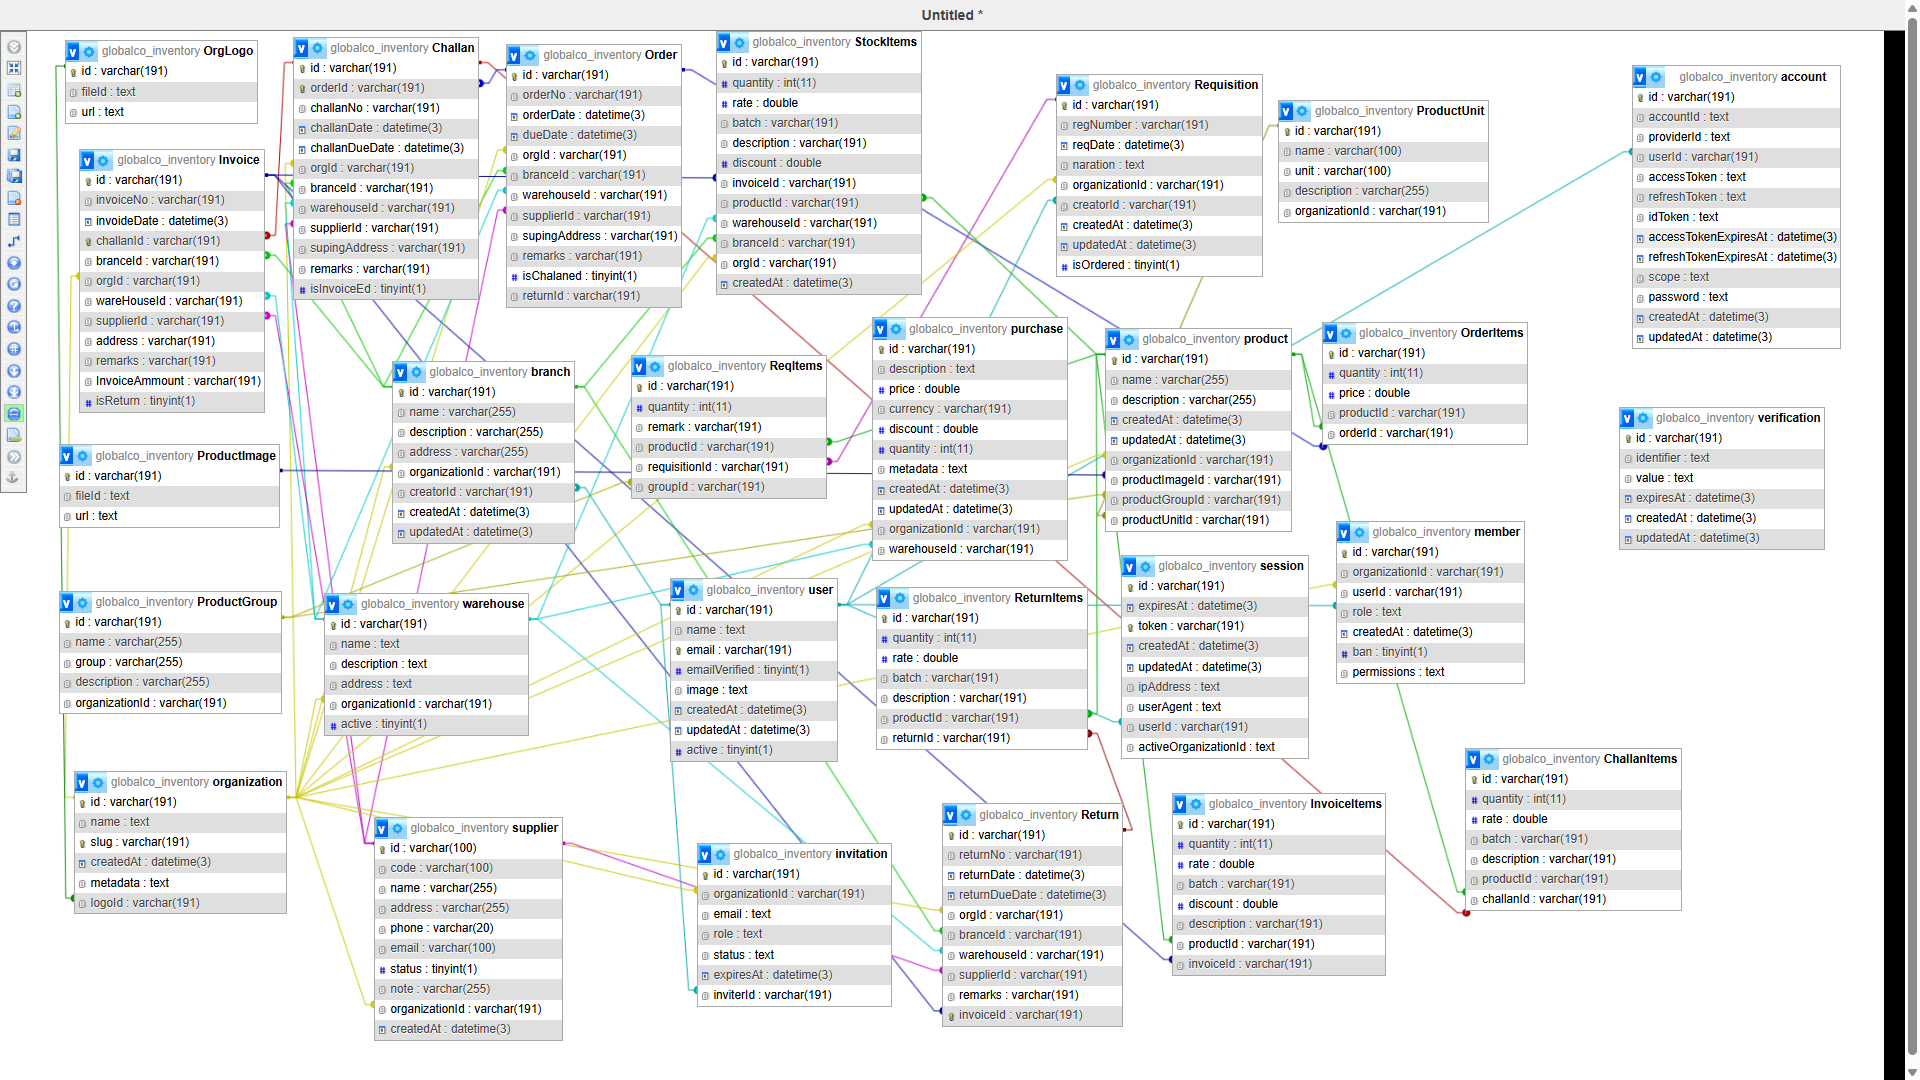 Untitled *
globalco_inventory OrgLogo
id : varchar(191)
fileId : text
url : text
globalco_inventory Challan
id : varchar(191)
orderId : varchar(191)
challanNo : varchar(191)
challanDate : datetime(3)
challanDueDate : datetime(3)
orgId : varchar(191)
branceId : varchar(191)
warehouseId : varchar(191)
supplierId : varchar(191)
supingAddress : varchar(191)
remarks : varchar(191)
isInvoiceEd : tinyint(1)
globalco_inventory Order
id : varchar(191)
orderNo : varchar(191)
orderDate : datetime(3)
dueDate : datetime(3)
orgId : varchar(191)
branceId : varchar(191)
warehouseId : varchar(191)
supplierId : varchar(191)
supingAddress : varchar(191)
remarks : varchar(191)
isChalaned : tinyint(1)
returnId : varchar(191)
globalco_inventory StockItems
id : varchar(191)
quantity : int(11)
rate : double
batch : varchar(191)
description : varchar(191)
discount : double
invoiceId : varchar(191)
productId : varchar(191)
warehouseId : varchar(191)
branceId : varchar(191)
orgId : varchar(191)
createdAt : datetime(3)
globalco_inventory Requisition
id : varchar(191)
regNumber : varchar(191)
reqDate : datetime(3)
naration : text
organizationId : varchar(191)
creatorId : varchar(191)
createdAt : datetime(3)
updatedAt : datetime(3)
isOrdered : tinyint(1)
globalco_inventory ProductUnit
id : varchar(191)
name : varchar(100)
unit : varchar(100)
description : varchar(255)
organizationId : varchar(191)
globalco_inventory account
id : varchar(191)
accountId : text
providerId : text
userId : varchar(191)
accessToken : text
refreshToken : text
idToken : text
accessTokenExpiresAt : datetime(3)
refreshTokenExpiresAt : datetime(3)
scope : text
password : text
createdAt : datetime(3)
updatedAt : datetime(3)
globalco_inventory Invoice
id : varchar(191)
invoiceNo : varchar(191)
invoideDate : datetime(3)
challanId : varchar(191)
branceId : varchar(191)
orgId : varchar(191)
wareHouseId : varchar(191)
supplierId : varchar(191)
address : varchar(191)
remarks : varchar(191)
InvoiceAmmount : varchar(191)
isReturn : tinyint(1)
globalco_inventory branch
id : varchar(191)
name : varchar(255)
description : varchar(255)
address : varchar(255)
organizationId : varchar(191)
creatorId : varchar(191)
createdAt : datetime(3)
updatedAt : datetime(3)
globalco_inventory ReqItems
id : varchar(191)
quantity : int(11)
remark : varchar(191)
productId : varchar(191)
requisitionId : varchar(191)
groupId : varchar(191)
globalco_inventory purchase
id : varchar(191)
description : text
price : double
currency : varchar(191)
discount : double
quantity : int(11)
metadata : text
createdAt : datetime(3)
updatedAt : datetime(3)
organizationId : varchar(191)
warehouseId : varchar(191)
globalco_inventory product
id : varchar(191)
name : varchar(255)
description : varchar(255)
createdAt : datetime(3)
updatedAt : datetime(3)
organizationId : varchar(191)
productImageId : varchar(191)
productGroupId : varchar(191)
productUnitId : varchar(191)
globalco_inventory OrderItems
id : varchar(191)
quantity : int(11)
price : double
productId : varchar(191)
orderId : varchar(191)
globalco_inventory verification
id : varchar(191)
identifier : text
value : text
expiresAt : datetime(3)
createdAt : datetime(3)
updatedAt : datetime(3)
globalco_inventory ProductImage
id : varchar(191)
fileId : text
url : text
globalco_inventory member
id : varchar(191)
organizationId : varchar(191)
userId : varchar(191)
role : text
createdAt : datetime(3)
ban : tinyint(1)
permissions : text
globalco_inventory session
id : varchar(191)
expiresAt : datetime(3)
token : varchar(191)
createdAt : datetime(3)
updatedAt : datetime(3)
ipAddress : text
userAgent : text
userId : varchar(191)
activeOrganizationId : text
globalco_inventory ProductGroup
id : varchar(191)
name : varchar(255)
group : varchar(255)
description : varchar(255)
organizationId : varchar(191)
globalco_inventory warehouse
id : varchar(191)
name : text
description : text
address : text
organizationId : varchar(191)
active : tinyint(1)
globalco_inventory user
id : varchar(191)
name : text
email : varchar(191)
emailVerified : tinyint(1)
image : text
createdAt : datetime(3)
updatedAt : datetime(3)
active : tinyint(1)
globalco_inventory ReturnItems
id : varchar(191)
quantity : int(11)
rate : double
batch : varchar(191)
description : varchar(191)
productId : varchar(191)
returnId : varchar(191)
globalco_inventory ChallanItems
id : varchar(191)
quantity : int(11)
rate : double
batch : varchar(191)
description : varchar(191)
productId : varchar(191)
challanId : varchar(191)
globalco_inventory organization
id : varchar(191)
name : text
slug : varchar(191)
createdAt : datetime(3)
metadata : text
logoId : varchar(191)
globalco_inventory supplier
id : varchar(100)
code : varchar(100)
name : varchar(255)
address : varchar(255)
phone : varchar(20)
email : varchar(100)
status : tinyint(1)
note : varchar(255)
organizationId : varchar(191)
createdAt : datetime(3)
globalco_inventory invitation
id : varchar(191)
organizationId : varchar(191)
email : text
role : text
status : text
expiresAt : datetime(3)
inviterId : varchar(191)
globalco_inventory Return
id : varchar(191)
returnNo : varchar(191)
returnDate : datetime(3)
returnDueDate : datetime(3)
orgId : varchar(191)
branceId : varchar(191)
warehouseId : varchar(191)
supplierId : varchar(191)
remarks : varchar(191)
invoiceId : varchar(191)
globalco_inventory InvoiceItems
id : varchar(191)
quantity : int(11)
rate : double
batch : varchar(191)
discount : double
description : varchar(191)
productId : varchar(191)
invoiceId : varchar(191)